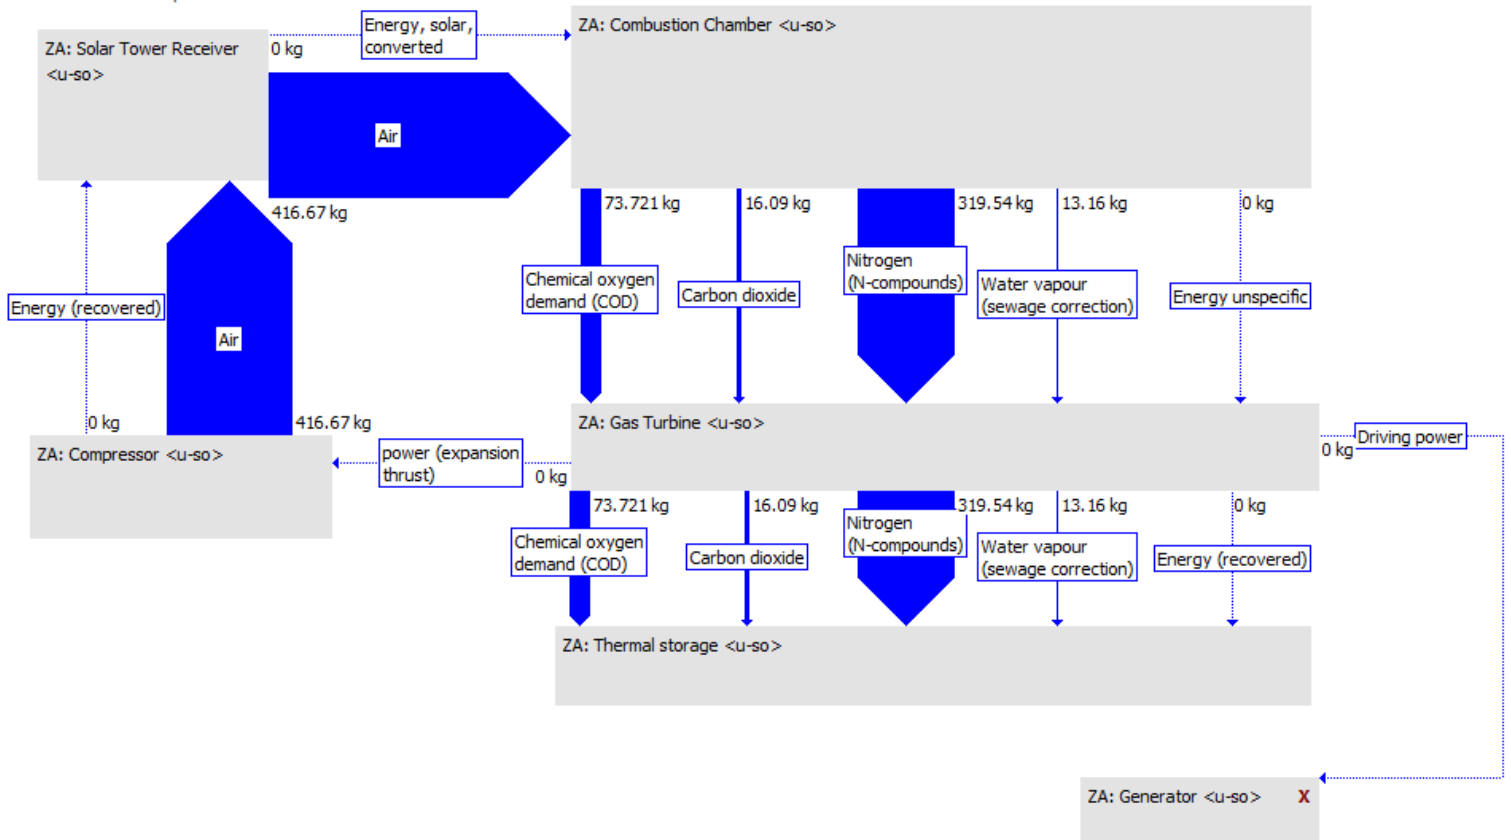 ZA: Solar Tower Receiver
<u-so>
0 kg
Energy, solar,
converted
ZA: Combustion Chamber <u-so>
Air
416.67 kg
73.721 kg
16.09 kg
319.54 kg
13.16 kg
0 kg
Energy (recovered)
Air
Chemical oxygen
demand (COD)
Carbon dioxide
Nitrogen
(N-compounds)
Water vapour
(sewage correction)
Energy unspecific
0 kg
416.67 kg
ZA: Compressor <u-so>
power (expansion
thrust)
0 kg
ZA: Gas Turbine <u-so>
0 kg
Driving power
73.721 kg
16.09 kg
319.54 kg
13.16 kg
0 kg
Chemical oxygen
demand (COD)
Carbon dioxide
Nitrogen
(N-compounds)
Water vapour
(sewage correction)
Energy (recovered)
ZA: Thermal storage <u-so>
ZA: Generator <u-so> X